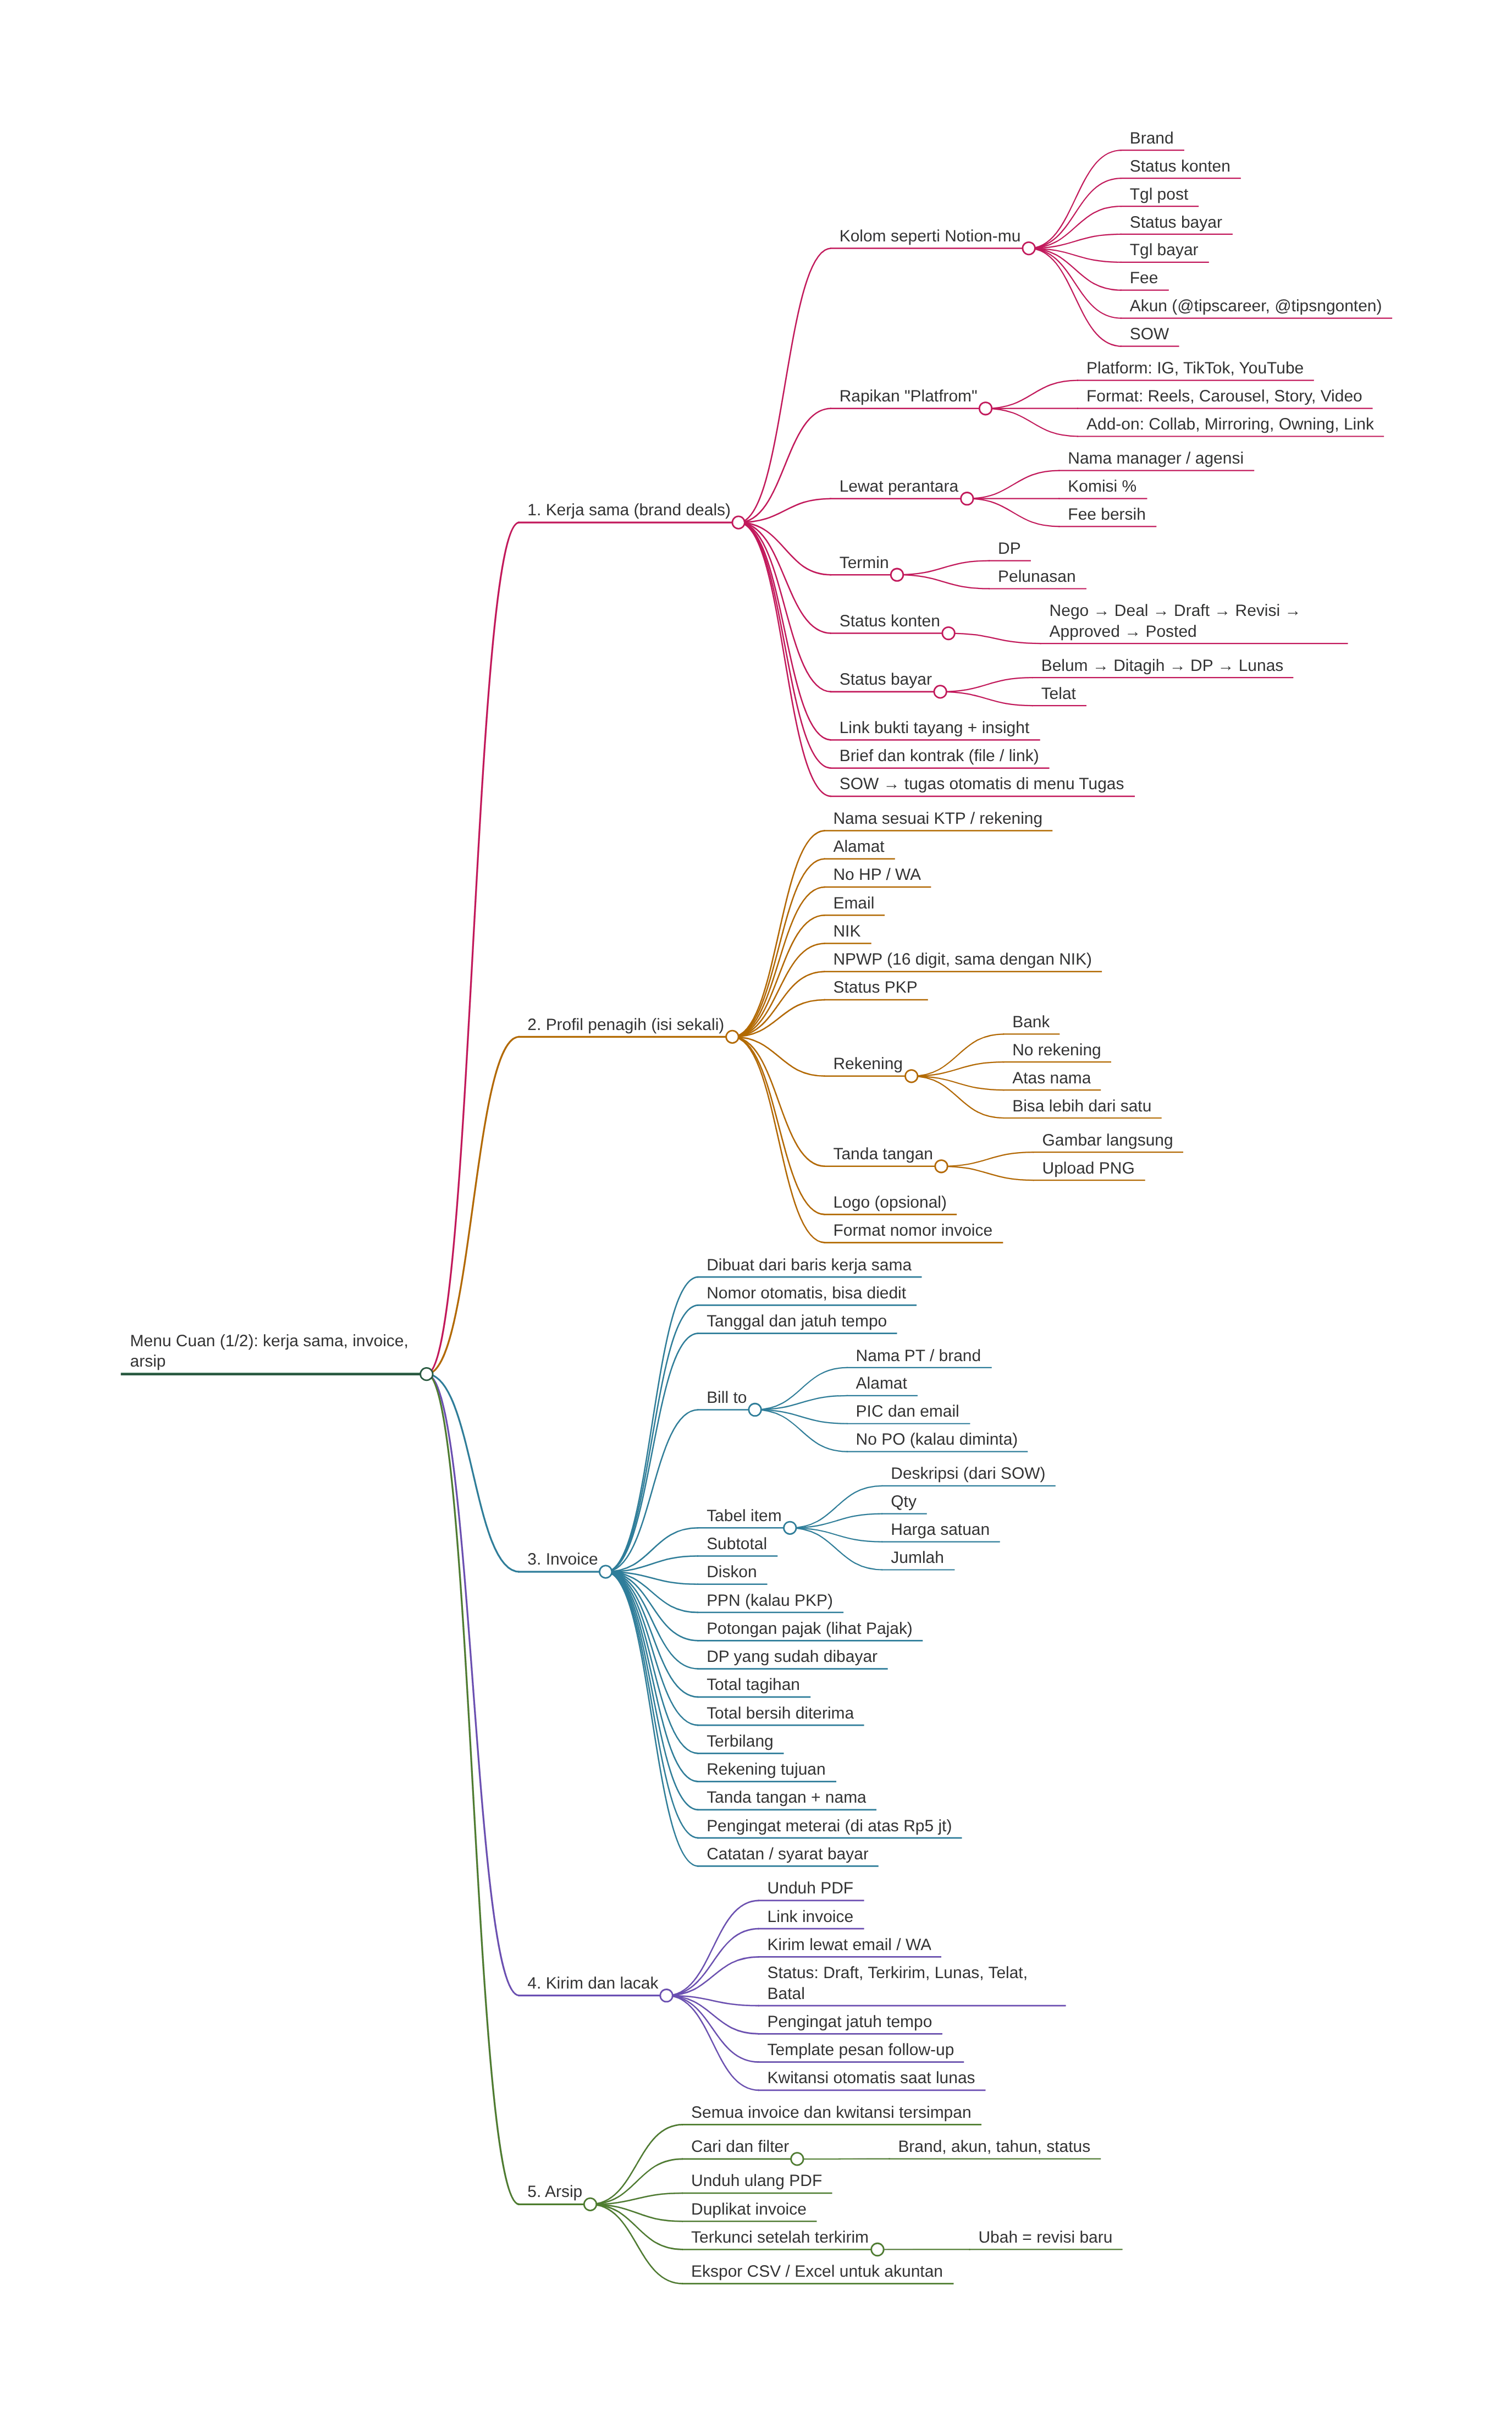 Menu Cuan (1/2): kerja sama, invoice,
arsip
1. Kerja sama (brand deals)
Kolom seperti Notion-mu
Brand
Status konten
Tgl post
Status bayar
Tgl bayar
Fee
Akun (@tipscareer, @tipsngonten)
SOW
Rapikan "Platfrom"
Platform: IG, TikTok, YouTube
Format: Reels, Carousel, Story, Video
Add-on: Collab, Mirroring, Owning, Link
Lewat perantara
Nama manager / agensi
Komisi %
Fee bersih
Termin
DP
Pelunasan
Status konten
Nego → Deal → Draft → Revisi →
Approved → Posted
Status bayar
Belum → Ditagih → DP → Lunas
Telat
Link bukti tayang + insight
Brief dan kontrak (file / link)
SOW → tugas otomatis di menu Tugas
2. Profil penagih (isi sekali)
Nama sesuai KTP / rekening
Alamat
No HP / WA
Email
NIK
NPWP (16 digit, sama dengan NIK)
Status PKP
Rekening
Bank
No rekening
Atas nama
Bisa lebih dari satu
Tanda tangan
Gambar langsung
Upload PNG
Logo (opsional)
Format nomor invoice
3. Invoice
Dibuat dari baris kerja sama
Nomor otomatis, bisa diedit
Tanggal dan jatuh tempo
Bill to
Nama PT / brand
Alamat
PIC dan email
No PO (kalau diminta)
Tabel item
Deskripsi (dari SOW)
Qty
Harga satuan
Jumlah
Subtotal
Diskon
PPN (kalau PKP)
Potongan pajak (lihat Pajak)
DP yang sudah dibayar
Total tagihan
Total bersih diterima
Terbilang
Rekening tujuan
Tanda tangan + nama
Pengingat meterai (di atas Rp5 jt)
Catatan / syarat bayar
4. Kirim dan lacak
Unduh PDF
Link invoice
Kirim lewat email / WA
Status: Draft, Terkirim, Lunas, Telat,
Batal
Pengingat jatuh tempo
Template pesan follow-up
Kwitansi otomatis saat lunas
5. Arsip
Semua invoice dan kwitansi tersimpan
Cari dan filter
Brand, akun, tahun, status
Unduh ulang PDF
Duplikat invoice
Terkunci setelah terkirim
Ubah = revisi baru
Ekspor CSV / Excel untuk akuntan